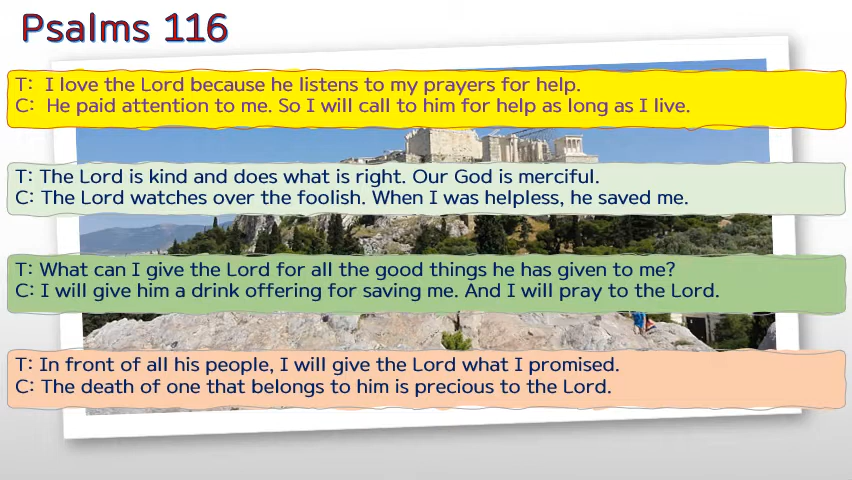 Psalms 116
T: I love the Lord because he listens to my prayers for help.
C: He paid attention to me. So I will call to him for help as long as I live.
T: The Lord is kind and does what is right. Our God is merciful.
C: The Lord watches over the foolish. When I was helpless, he saved me.
T: What can I give the Lord for all the good things he has given to me?
C: I will give him a drink offering for saving me. And I will pray to the Lord.
T: In front of all his people, I will give the Lord what I promised.
C: The death of one that belongs to him is precious to the Lord.